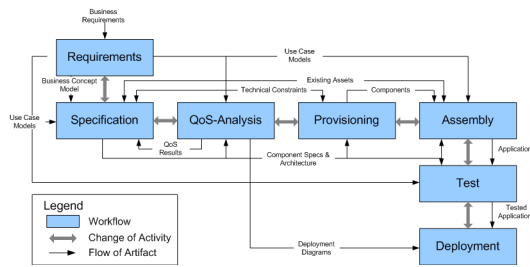 Business
Requirements
Requirements
Use Case
Models
Business Concept
Model
Existing Assets
Technical Constraints
Components
Use Case
Models
Specification
QoS-Analysis
Provisioning
Assembly
QoS
Results
Component Specs &
Architecture
Application
Test
Tested
Application
Deployment
Diagrams
Deployment
Legend
Workflow
Change of Activity
Flow of Artifact